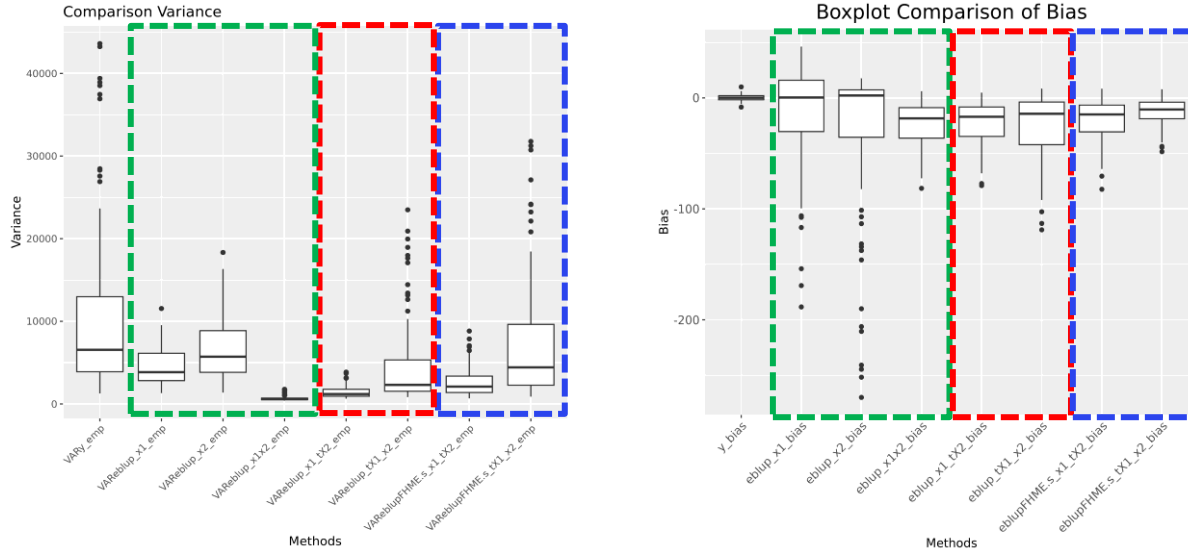 Comparison Variance
Variance
40000
30000
20000
10000
0
VARy_emp
VAReblup_x1_emp
VAReblup_x2_emp
VAReblup_x1x2_emp
VAReblup_x1_tX2_emp
VAReblup_tX1_x2_emp
VAReblupFHME.s_x1_tX2_emp
VAReblupFHME.s_tX1_x2_emp
Methods
Boxplot Comparison of Bias
Bias
0
-100
-200
y_bias
eblup_x1_bias
eblup_x2_bias
eblup_x1x2_bias
eblup_x1_tX2_bias
eblup_tX1_x2_bias
eblupFHME.s_x1_tX2_bias
eblupFHME.s_tX1_x2_bias
Methods